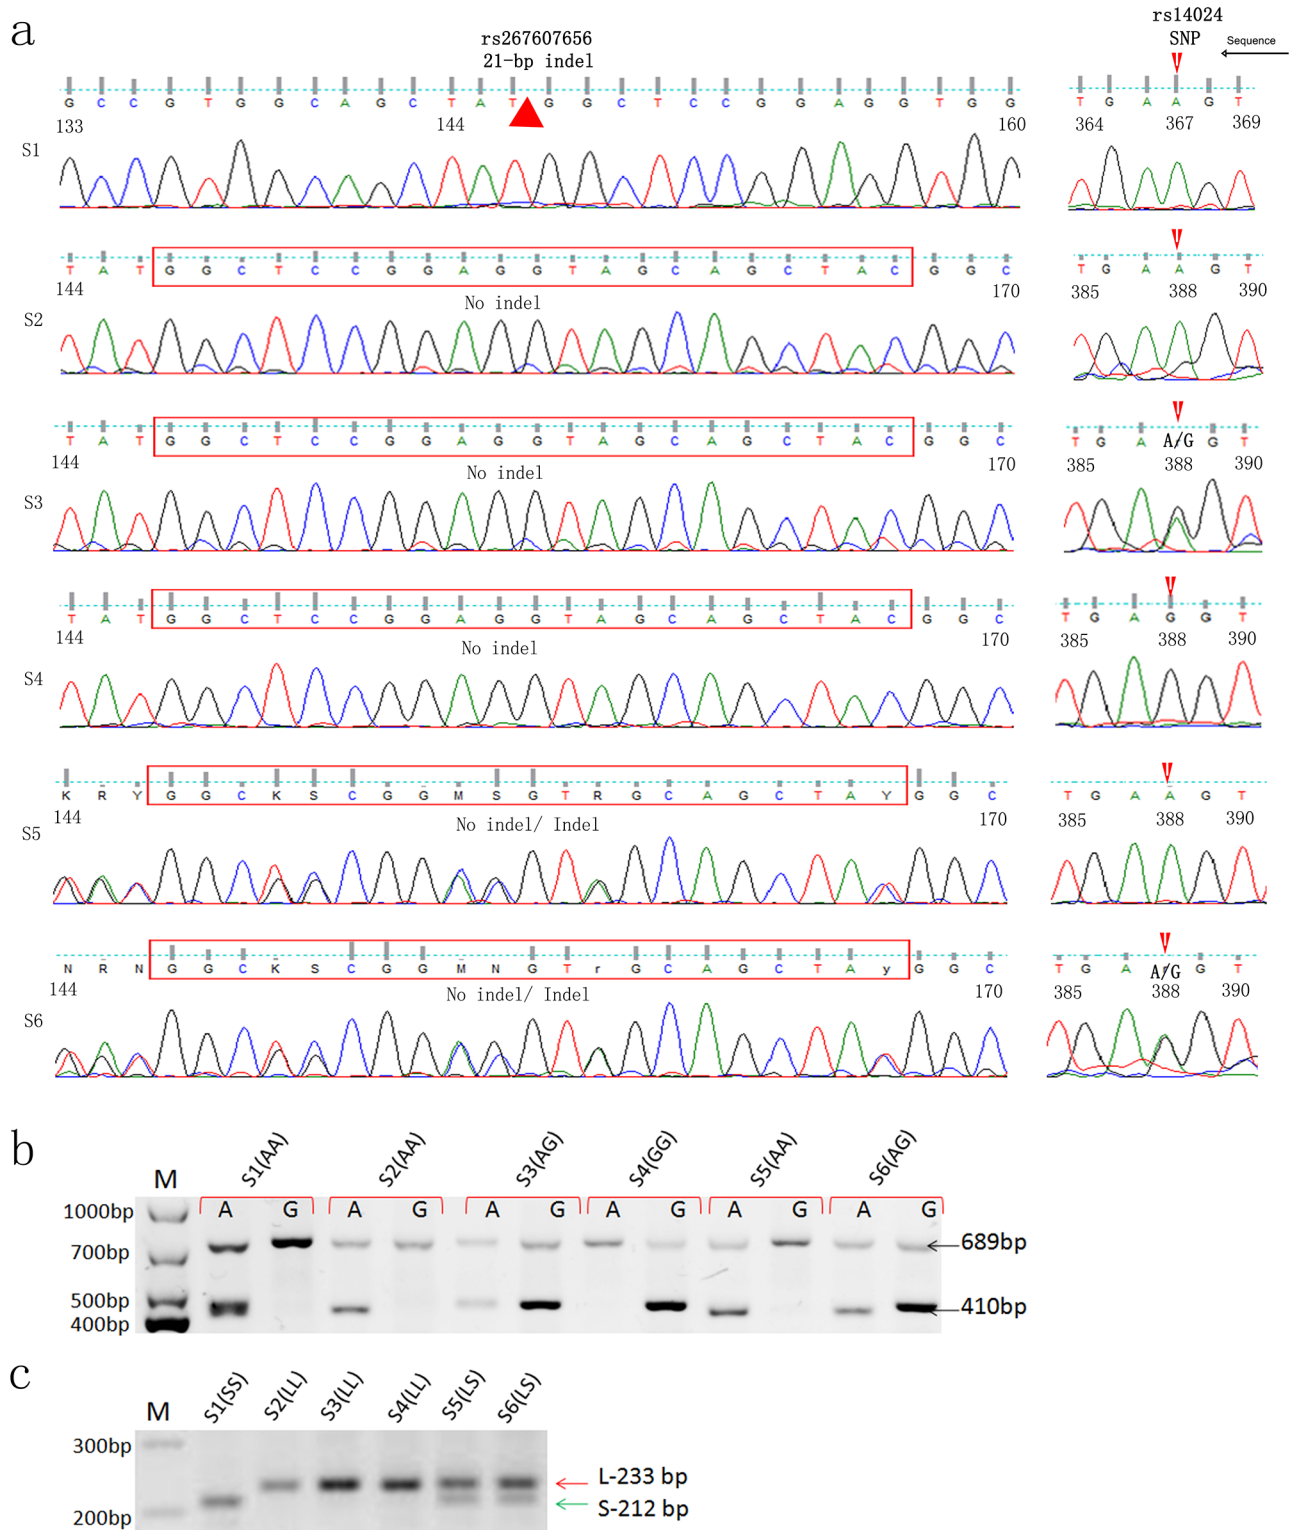 a
rs267607656
21-bp indel
rs14024
SNP
Sequence
G C C G T G G C A G C T A T G G C T C C G G A G G T G G
T G A A G T
133 144 160
364 367 369
S1
T A T G G C T C C G G A G G T A G C A G C T A C G G C
T G A A G T
144 No indel 170
385 388 390
S2
T A T G G C T C C G G A G G T A G C A G C T A C G G C
T G A A/G G T
144 No indel 170
385 388 390
S3
T A T G G C T C C G G A G G T A G C A G C T A C G G C
T G A G G T
144 No indel 170
385 388 390
S4
K R Y G G C K S C G G M S G T R G C A G C T A Y G G C
T G A A G T
144 No indel/ Indel 170
385 388 390
S5
N R N G G C K S C G G M N G T r G C A G C T A y G G C
T G A A/G G T
144 No indel/ Indel 170
385 388 390
S6
b
M S1(AA) S2(AA) S3(AG) S4(GG) S5(AA) S6(AG)
A G A G A G A G A G A G
1000bp
700bp
689bp
500bp
410bp
400bp
c
M S1(SS) S2(LL) S3(LL) S4(LL) S5(LS) S6(LS)
300bp
L-233 bp
S-212 bp
200bp